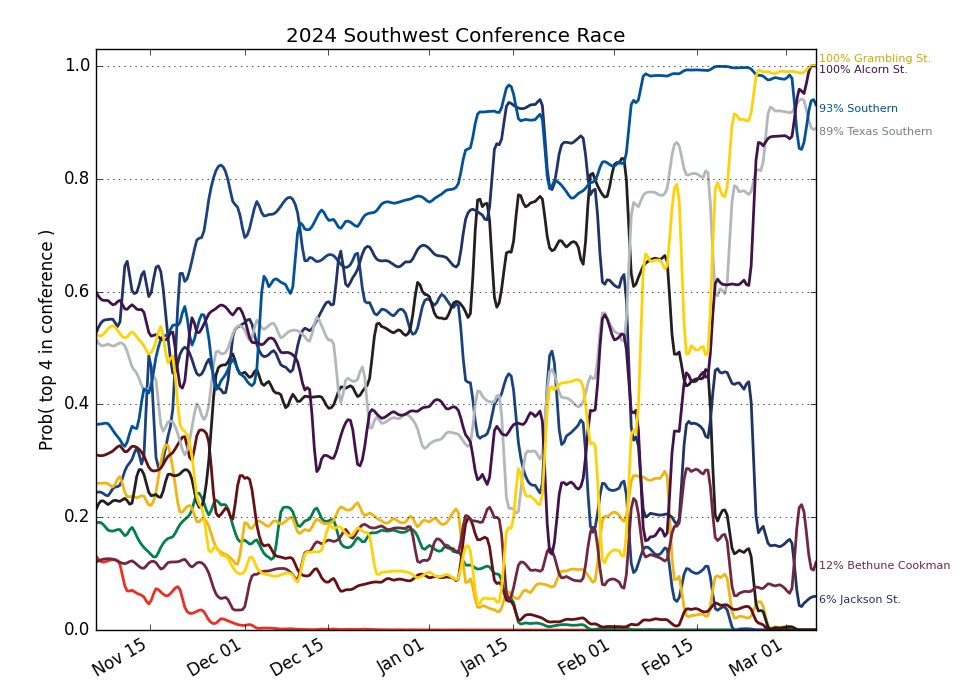 2024 Southwest Conference Race
Prob( top 4 in conference )
1.0
0.8
0.6
0.4
0.2
0.0
Nov 15
Dec 01
Dec 15
Jan 01
Jan 15
Feb 01
Feb 15
Mar 01
100% Grambling St.
100% Alcorn St.
93% Southern
89% Texas Southern
12% Bethune Cookman
6% Jackson St.